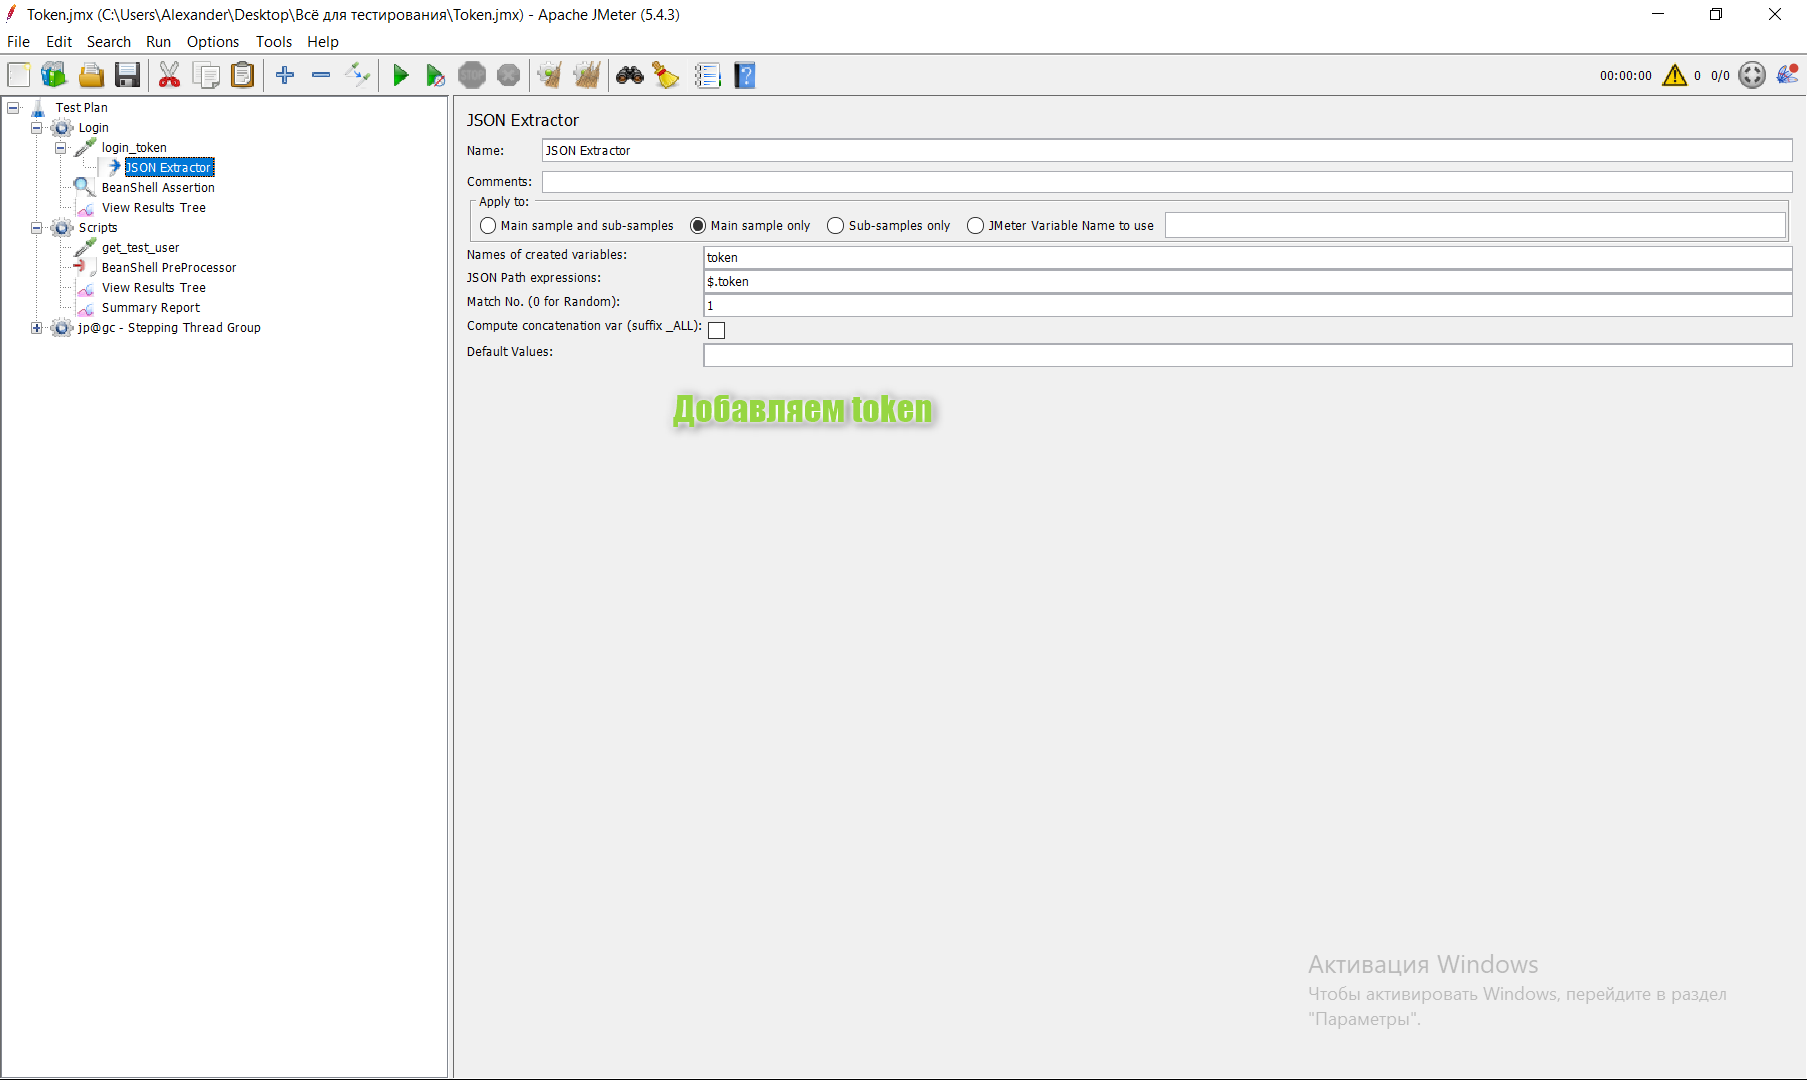 Token.jmx (C:\Users\Alexander\Desktop\Всё для тестирования\Token.jmx) - Apache JMeter (5.4.3)
File Edit Search Run Options Tools Help
STOP
00:00:00 0 0/0
Test Plan
Login
login_token
JSON Extractor
BeanShell Assertion
View Results Tree
Scripts
get_test_user
BeanShell PreProcessor
View Results Tree
Summary Report
jp@gc - Stepping Thread Group
JSON Extractor
Name: JSON Extractor
Comments:
Apply to:
Main sample and sub-samples Main sample only Sub-samples only JMeter Variable Name to use
Names of created variables: token
JSON Path expressions: $.token
Match No. (0 for Random): 1
Compute concatenation var (suffix _ALL):
Default Values:
Добавляем token
Активация Windows
Чтобы активировать Windows, перейдите в раздел
"Параметры".